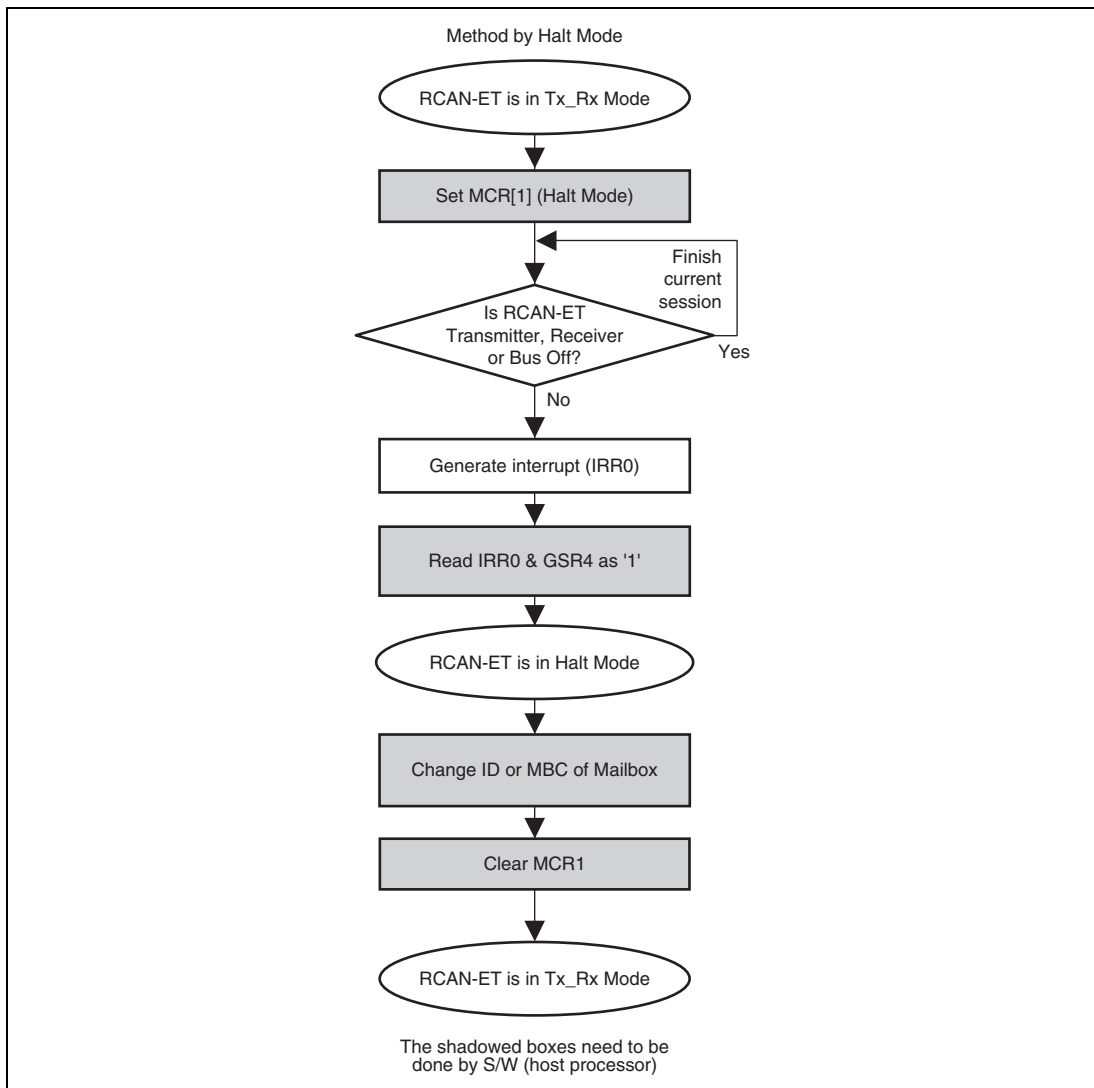 Method by Halt Mode
RCAN-ET is in Tx_Rx Mode
Set MCR[1] (Halt Mode)
Finish
current
session
Is RCAN-ET
Transmitter, Receiver
or Bus Off?
Yes
No
Generate interrupt (IRR0)
Read IRR0 & GSR4 as '1'
RCAN-ET is in Halt Mode
Change ID or MBC of Mailbox
Clear MCR1
RCAN-ET is in Tx_Rx Mode
The shadowed boxes need to be
done by S/W (host processor)